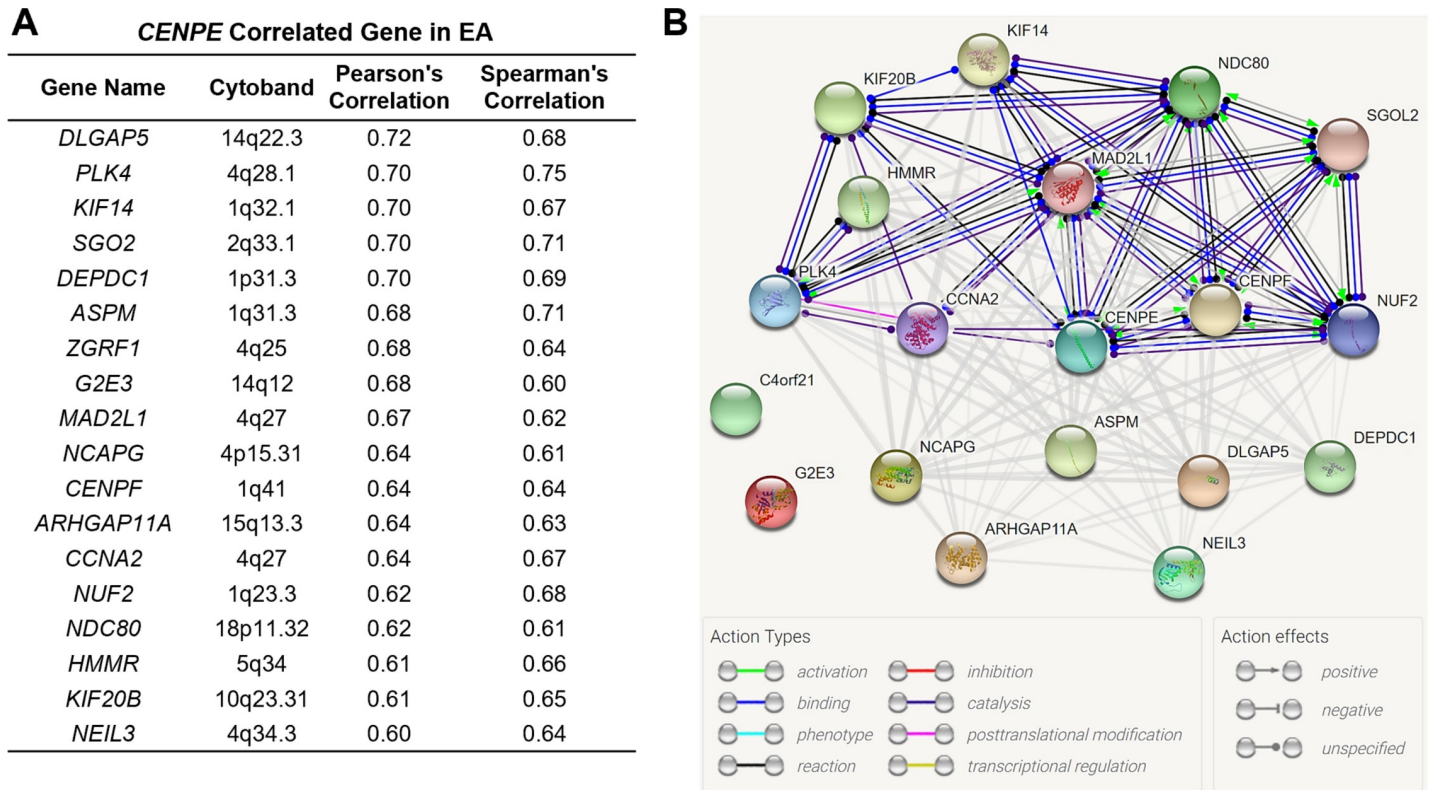 A
CENPE Correlated Gene in EA
Gene Name Cytoband Pearson's Correlation Spearman's Correlation
DLGAP5 14q22.3 0.72 0.68
PLK4 4q28.1 0.70 0.75
KIF14 1q32.1 0.70 0.67
SGO2 2q33.1 0.70 0.71
DEPDC1 1p31.3 0.70 0.69
ASPM 1q31.3 0.68 0.71
ZGRF1 4q25 0.68 0.64
G2E3 14q12 0.68 0.60
MAD2L1 4q27 0.67 0.62
NCAPG 4p15.31 0.64 0.61
CENPF 1q41 0.64 0.64
ARHGAP11A 15q13.3 0.64 0.63
CCNA2 4q27 0.64 0.67
NUF2 1q23.3 0.62 0.68
NDC80 18p11.32 0.62 0.61
HMMR 5q34 0.61 0.66
KIF20B 10q23.31 0.61 0.65
NEIL3 4q34.3 0.60 0.64
B
KIF14
KIF20B
NDC80
SGOL2
MAD2L1
HMMR
PLK4
CCNA2
CENPE
CENPF
NUF2
C4orf21
ASPM
NCAPG
DLGAP5
DEPDC1
G2E3
ARHGAP11A
NEIL3
Action Types
activation
inhibition
binding
catalysis
phenotype
posttranslational modification
reaction
transcriptional regulation
Action effects
positive
negative
unspecified